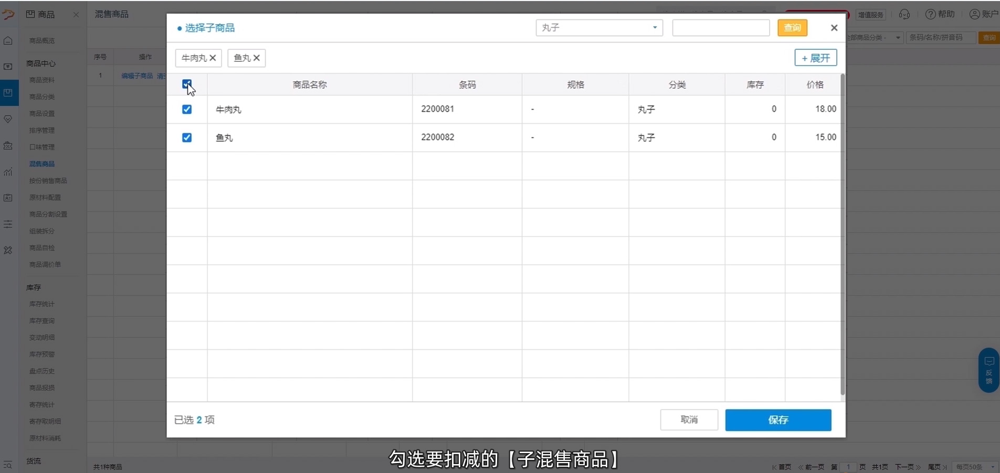 商品
混售商品
增值服务
帮助
账户
全部商品分类 -
条码/名称/拼音码
查询
商品概览
商品中心
商品资料
商品分类
商品设置
排序管理
口味管理
混售商品
按份销售商品
原材料配置
商品分割设置
组装拆分
商品自检
商品调价单
库存
库存统计
库存查询
变动明细
库存预警
盘点历史
商品报损
寄存统计
寄存取明细
原材料消耗
货流
序号 操作
1 编辑子商品
选择子商品
丸子
查询
牛肉丸 鱼丸
+ 展开
商品名称 条码 规格 分类 库存 价格
牛肉丸 2200081 - 丸子 0 18.00
鱼丸 2200082 - 丸子 0 15.00
已选 2 项
取消 保存
反馈
勾选要扣减的【子混售商品】
共1种商品
首页 前一页 第 1 页 共1页 下一页 尾页 每页50条